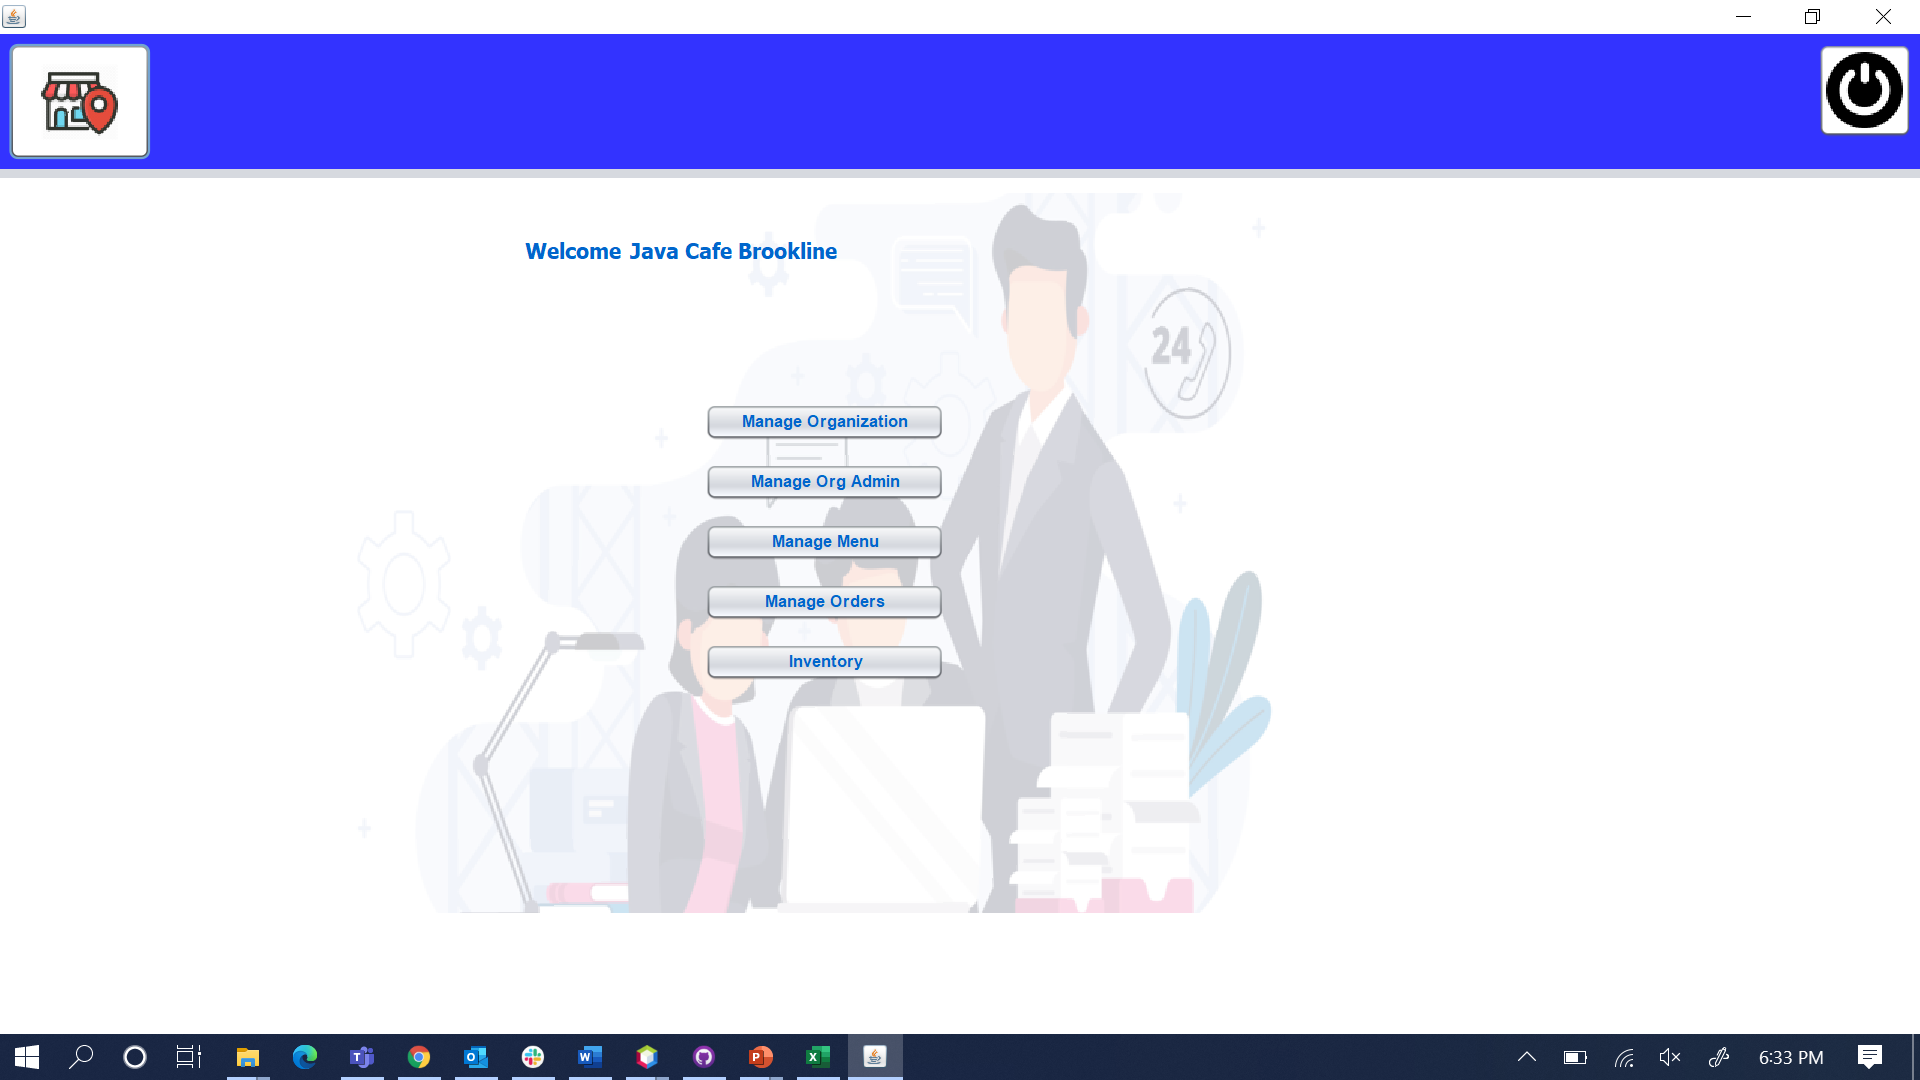 Welcome Java Cafe Brookline
24
Manage Organization
Manage Org Admin
Manage Menu
Manage Orders
Inventory
6:33 PM